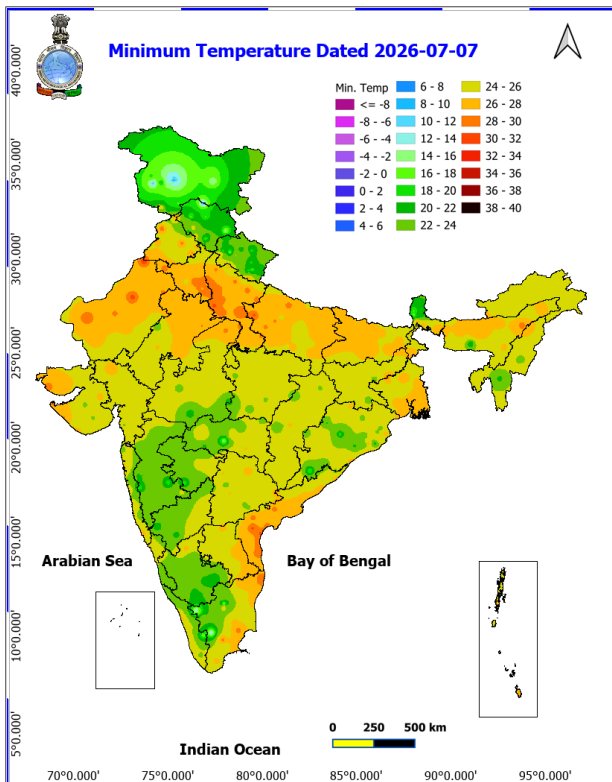 Minimum Temperature Dated 2026-07-07
Min. Temp
<= -8
-8 - -6
-6 - -4
-4 - -2
-2 - 0
0 - 2
2 - 4
4 - 6
6 - 8
8 - 10
10 - 12
12 - 14
14 - 16
16 - 18
18 - 20
20 - 22
22 - 24
24 - 26
26 - 28
28 - 30
30 - 32
32 - 34
34 - 36
36 - 38
38 - 40
40°0.000'
35°0.000'
30°0.000'
25°0.000'
20°0.000'
15°0.000'
10°0.000'
5°0.000'
Arabian Sea
Bay of Bengal
0 250 500 km
Indian Ocean
70°0.000' 75°0.000' 80°0.000' 85°0.000' 90°0.000' 95°0.000'